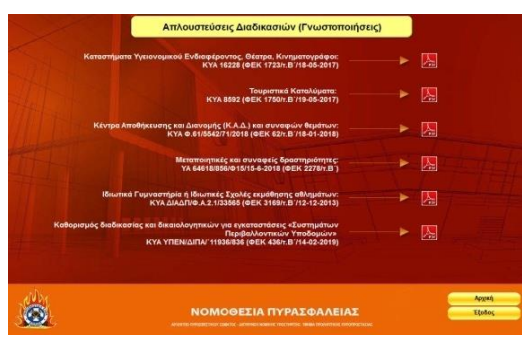 Απλουστεύσεις Διαδικασιών (Γνωστοποιήσεις)
Καταστήματα Υγειονομικού Ενδιαφέροντος, Θέατρα, Κινηματογράφοι:
ΚΥΑ 16228 (ΦΕΚ 1723/τ.Β΄/18-05-2017)
Τουριστικά Καταλύματα:
ΚΥΑ 8592 (ΦΕΚ 1750/τ.Β΄/19-05-2017)
Κέντρα Αποθήκευσης και Διανομής (Κ.Α.Δ.) και συναφών θεμάτων:
ΚΥΑ Φ.61/5542/71/2018 (ΦΕΚ 62/τ.Β΄/18-01-2018)
Μεταποιητικές και συναφείς δραστηριότητες:
ΥΑ 64618/856/Φ15/15-6-2018 (ΦΕΚ 2278/τ.Β΄)
Ιδιωτικά Γυμναστήρια ή Ιδιωτικές Σχολές εκμάθησης αθλημάτων:
ΚΥΑ ΔΙΑΔΠ/Φ.Α.2.1/33565 (ΦΕΚ 3169/τ.Β΄/12-12-2013)
Καθορισμός διαδικασίας και δικαιολογητικών για εγκαταστάσεις «Συστημάτων
Περιβαλλοντικών Υποδομών»
ΚΥΑ ΥΠΕΝ/ΔΙΠΑ/΄11936/836 (ΦΕΚ 436/τ.Β΄/14-02-2019)
Αρχική
ΝΟΜΟΘΕΣΙΑ ΠΥΡΑΣΦΑΛΕΙΑΣ
Έξοδος